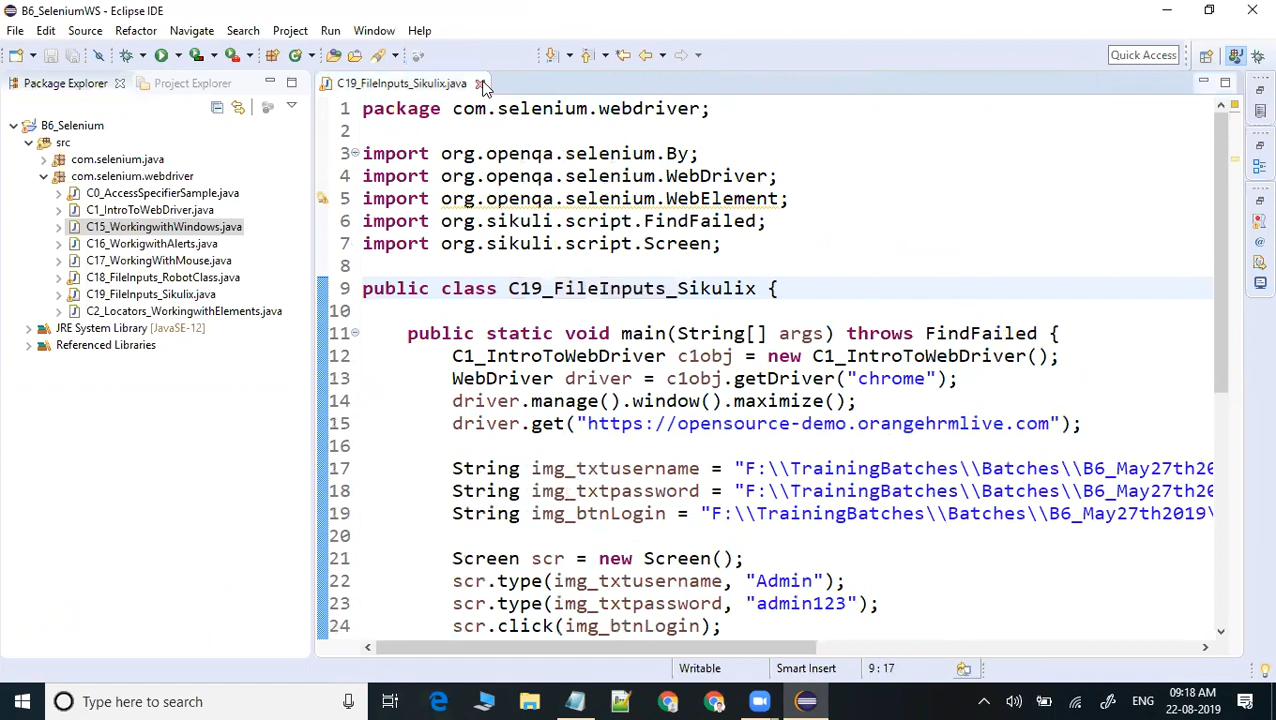 B6_SeleniumWS - Eclipse IDE
File Edit Source Refactor Navigate Search Project Run Window Help
Quick Access
Package Explorer
Project Explorer
C19_FileInputs_Sikulix.java
B6_Selenium
src
com.selenium.java
com.selenium.webdriver
C0_AccessSpecifierSample.java
C1_IntroToWebDriver.java
C15_WorkingwithWindows.java
C16_WorkigwithAlerts.java
C17_WorkingWithMouse.java
C18_FileInputs_RobotClass.java
C19_FileInputs_Sikulix.java
C2_Locators_WorkingwithElements.java
JRE System Library [JavaSE-12]
Referenced Libraries
1 package com.selenium.webdriver;
2
3 import org.openqa.selenium.By;
4 import org.openqa.selenium.WebDriver;
5 import org.openqa.selenium.WebElement;
6 import org.sikuli.script.FindFailed;
7 import org.sikuli.script.Screen;
8
9 public class C19_FileInputs_Sikulix {
10
11 public static void main(String[] args) throws FindFailed {
12 C1_IntroToWebDriver c1obj = new C1_IntroToWebDriver();
13 WebDriver driver = c1obj.getDriver("chrome");
14 driver.manage().window().maximize();
15 driver.get("https://opensource-demo.orangehrmlive.com");
16
17 String img_txtusername = "F:\\TrainingBatches\\Batches\\B6_May27th20
18 String img_txtpassword = "F:\\TrainingBatches\\Batches\\B6_May27th20
19 String img_btnLogin = "F:\\TrainingBatches\\Batches\\B6_May27th2019\
20
21 Screen scr = new Screen();
22 scr.type(img_txtusername, "Admin");
23 scr.type(img_txtpassword, "admin123");
24 scr.click(img_btnLogin);
Writable Smart Insert 9 : 17
Type here to search
ENG
09:18 AM
22-08-2019